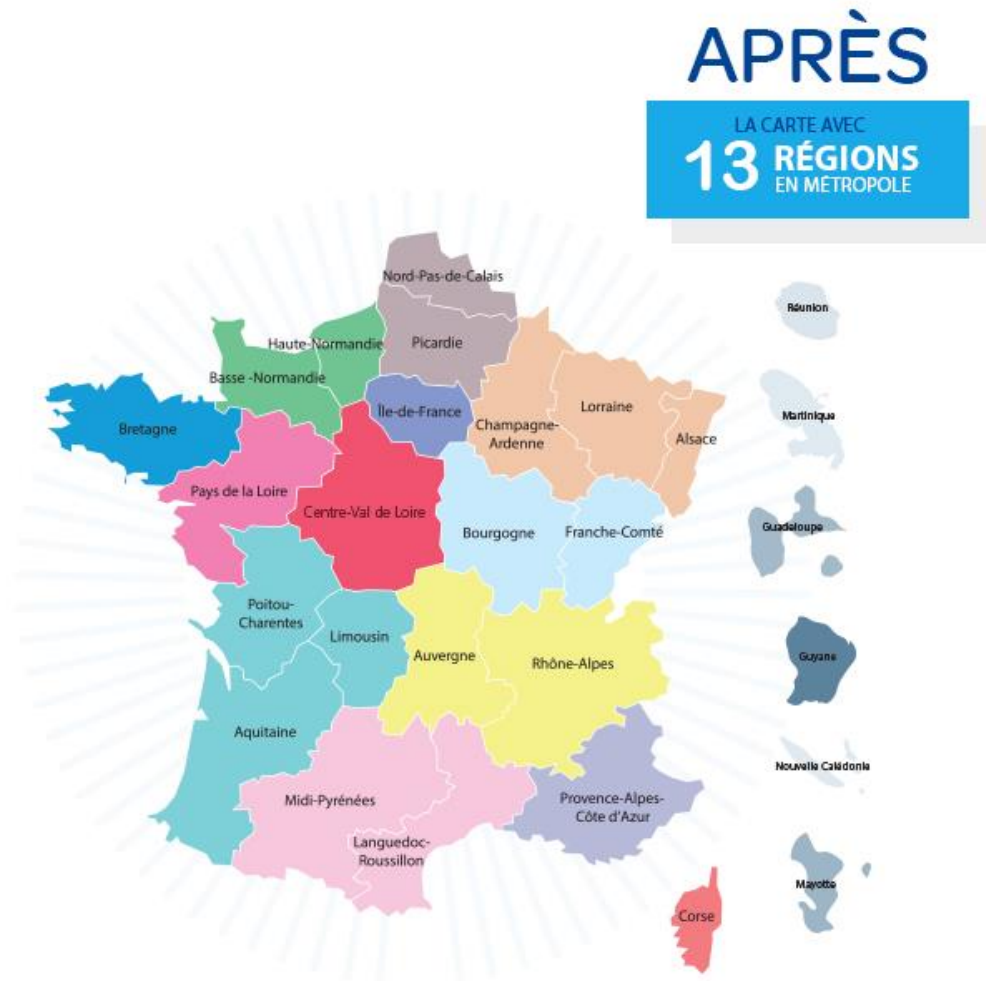 APRÈS
LA CARTE AVEC
13 RÉGIONS
EN MÉTROPOLE
Nord-Pas-de-Calais
Réunion
Haute-Normandie
Picardie
Basse -Normandie
Île-de-France
Lorraine
Martinique
Bretagne
Champagne-
Ardenne
Alsace
Pays de la Loire
Centre-Val de Loire
Bourgogne
Franche-Comté
Guadeloupe
Poitou-
Charentes
Limousin
Auvergne
Rhône-Alpes
Guyane
Aquitaine
Nouvelle Calédonie
Midi-Pyrénées
Provence-Alpes-
Côte d'Azur
Languedoc-
Roussillon
Mayotte
Corse